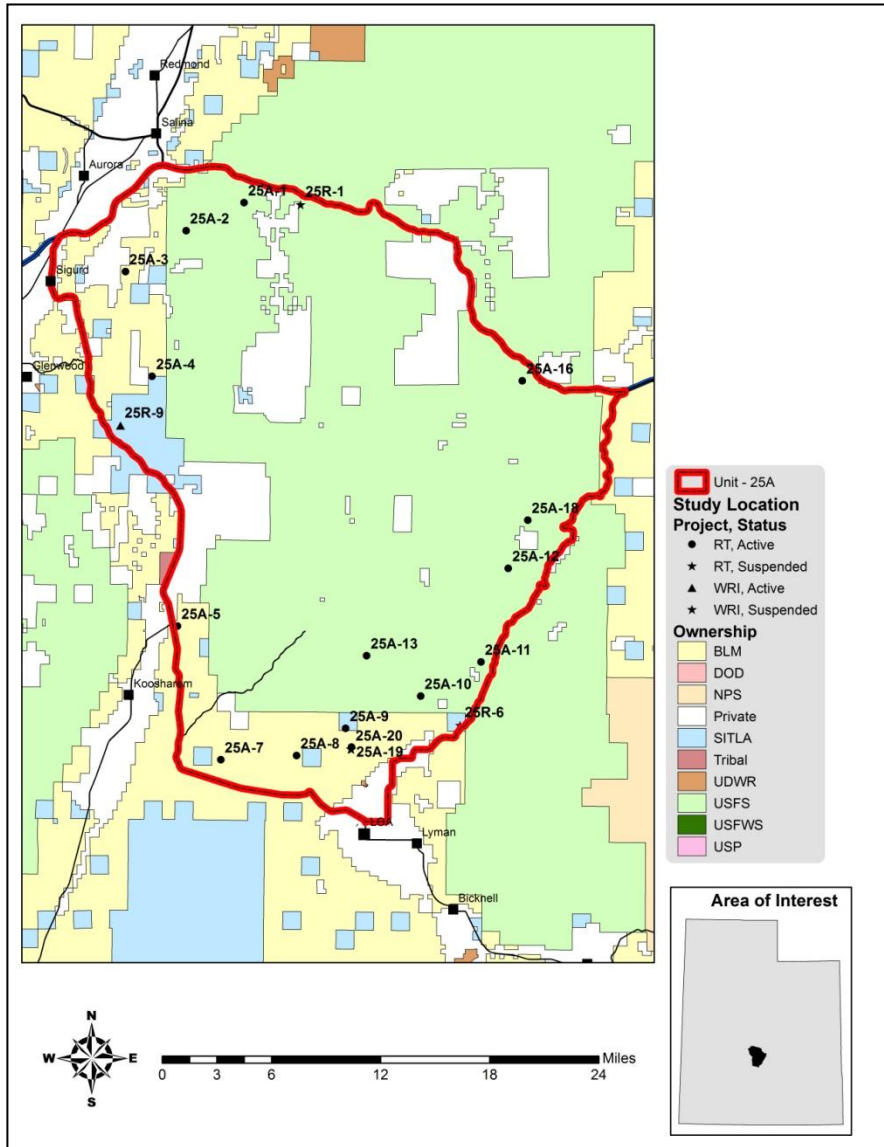 Redmond
Salina
Aurora
25A-1
25R-1
25A-2
25A-3
Sigurd
Glenwood
25A-4
25A-16
25R-9
25A-18
25A-12
25A-5
25A-13
25A-11
Koosharem
25A-10
25A-9
25R-6
25A-20
25A-7
25A-8
25A-19
LOA
Lyman
Bicknell
Unit - 25A
Study Location
Project, Status
RT, Active
RT, Suspended
WRI, Active
WRI, Suspended
Ownership
BLM
DOD
NPS
Private
SITLA
Tribal
UDWR
USFS
USFWS
USP
Area of Interest
N
W E
S
Miles
0 3 6 12 18 24